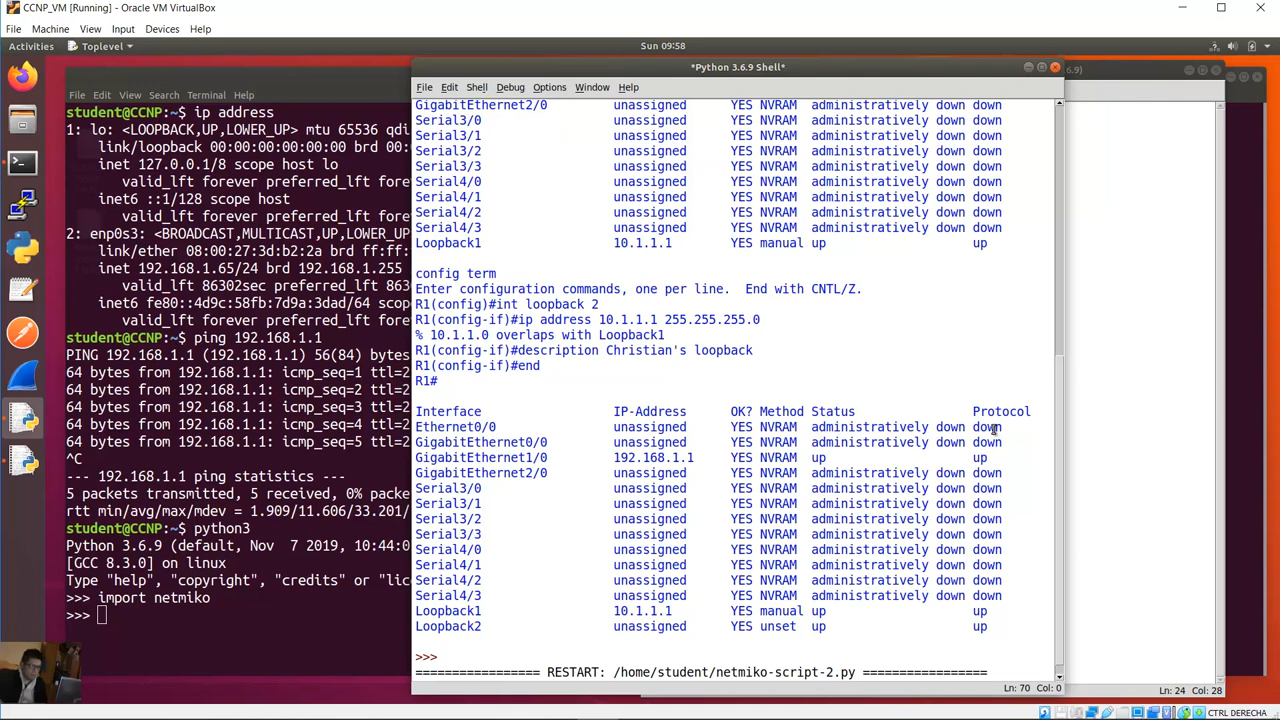 CCNP_VM [Running] - Oracle VM VirtualBox
File Machine View Input Devices Help
Activities Toplevel Sun 09:58
*Python 3.6.9 Shell*
.9)
File Edit View Search Terminal Help
student@CCNP:~$ ip address
1: lo: <LOOPBACK,UP,LOWER_UP> mtu 65536 qdi
link/loopback 00:00:00:00:00:00 brd 00:
inet 127.0.0.1/8 scope host lo
valid_lft forever preferred_lft for
inet6 ::1/128 scope host
valid_lft forever preferred_lft for
2: enp0s3: <BROADCAST,MULTICAST,UP,LOWER_UP
link/ether 08:00:27:3d:b2:2a brd ff:ff:
inet 192.168.1.65/24 brd 192.168.1.255
valid_lft 86302sec preferred_lft 86
inet6 fe80::4d9c:58fb:7d9a:3dad/64 scop
valid_lft forever preferred_lft for
student@CCNP:~$ ping 192.168.1.1
PING 192.168.1.1 (192.168.1.1) 56(84) bytes
64 bytes from 192.168.1.1: icmp_seq=1 ttl=2
64 bytes from 192.168.1.1: icmp_seq=2 ttl=2
64 bytes from 192.168.1.1: icmp_seq=3 ttl=2
64 bytes from 192.168.1.1: icmp_seq=4 ttl=2
64 bytes from 192.168.1.1: icmp_seq=5 ttl=2
^C
--- 192.168.1.1 ping statistics ---
5 packets transmitted, 5 received, 0% packe
rtt min/avg/max/mdev = 1.909/11.606/33.201/
student@CCNP:~$ python3
Python 3.6.9 (default, Nov 7 2019, 10:44:0
[GCC 8.3.0] on linux
Type "help", "copyright", "credits" or "lic
>>> import netmiko
>>>
File Edit Shell Debug Options Window Help
GigabitEthernet2/0 unassigned YES NVRAM administratively down down
Serial3/0 unassigned YES NVRAM administratively down down
Serial3/1 unassigned YES NVRAM administratively down down
Serial3/2 unassigned YES NVRAM administratively down down
Serial3/3 unassigned YES NVRAM administratively down down
Serial4/0 unassigned YES NVRAM administratively down down
Serial4/1 unassigned YES NVRAM administratively down down
Serial4/2 unassigned YES NVRAM administratively down down
Serial4/3 unassigned YES NVRAM administratively down down
Loopback1 10.1.1.1 YES manual up up
config term
Enter configuration commands, one per line. End with CNTL/Z.
R1(config)#int loopback 2
R1(config-if)#ip address 10.1.1.1 255.255.255.0
% 10.1.1.0 overlaps with Loopback1
R1(config-if)#description Christian's loopback
R1(config-if)#end
R1#
Interface IP-Address OK? Method Status Protocol
Ethernet0/0 unassigned YES NVRAM administratively down down
GigabitEthernet0/0 unassigned YES NVRAM administratively down down
GigabitEthernet1/0 192.168.1.1 YES NVRAM up up
GigabitEthernet2/0 unassigned YES NVRAM administratively down down
Serial3/0 unassigned YES NVRAM administratively down down
Serial3/1 unassigned YES NVRAM administratively down down
Serial3/2 unassigned YES NVRAM administratively down down
Serial3/3 unassigned YES NVRAM administratively down down
Serial4/0 unassigned YES NVRAM administratively down down
Serial4/1 unassigned YES NVRAM administratively down down
Serial4/2 unassigned YES NVRAM administratively down down
Serial4/3 unassigned YES NVRAM administratively down down
Loopback1 10.1.1.1 YES manual up up
Loopback2 unassigned YES unset up up
>>>
================= RESTART: /home/student/netmiko-script-2.py =================
Ln: 70 Col: 0
Ln: 24 Col: 28
CTRL DERECHA